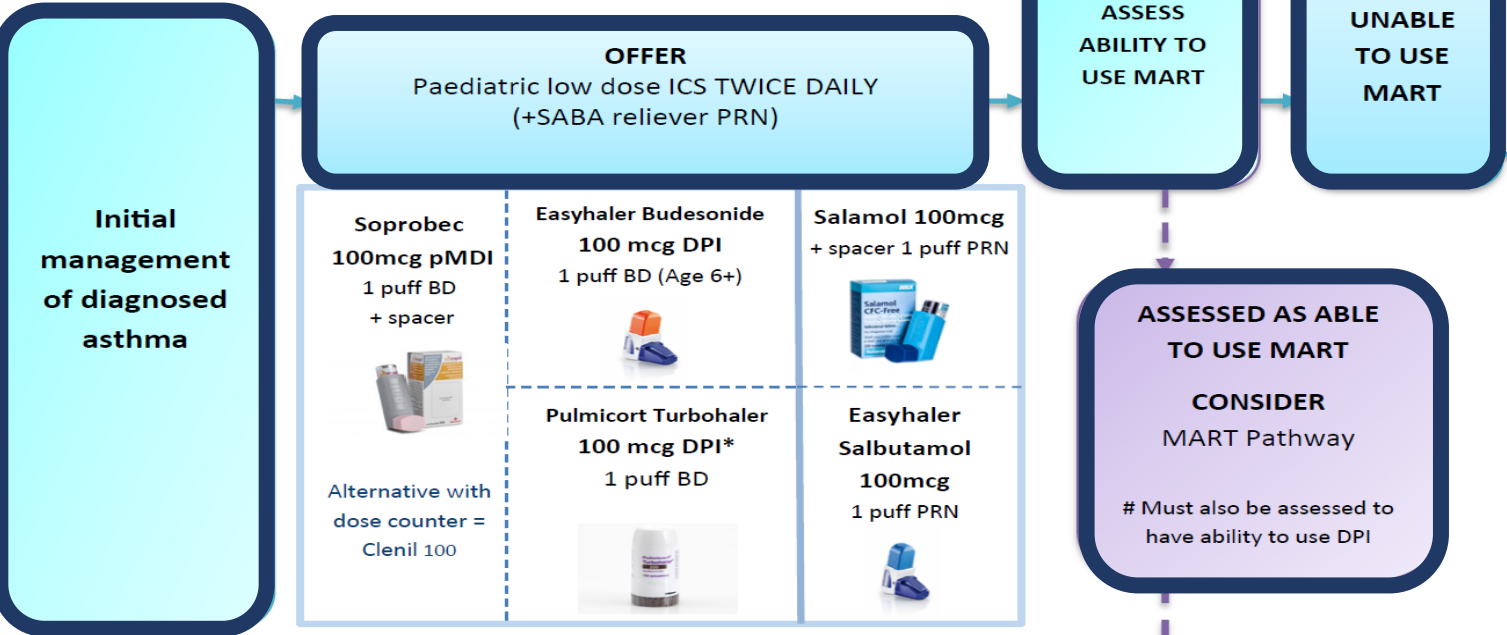 Initial
management
of diagnosed
asthma
OFFER
Paediatric low dose ICS TWICE DAILY
(+SABA reliever PRN)
ASSESS
ABILITY TO
USE MART
UNABLE
TO USE
MART
Soprobec
100mcg pMDI
1 puff BD
+ spacer
Alternative with
dose counter =
Clenil 100
Easyhaler Budesonide
100 mcg DPI
1 puff BD (Age 6+)
Pulmicort Turbohaler
100 mcg DPI*
1 puff BD
Salamol 100mcg
+ spacer 1 puff PRN
Salamol
CFC-Free
Easyhaler
Salbutamol
100mcg
1 puff PRN
ASSESSED AS ABLE
TO USE MART
CONSIDER
MART Pathway
# Must also be assessed to
have ability to use DPI